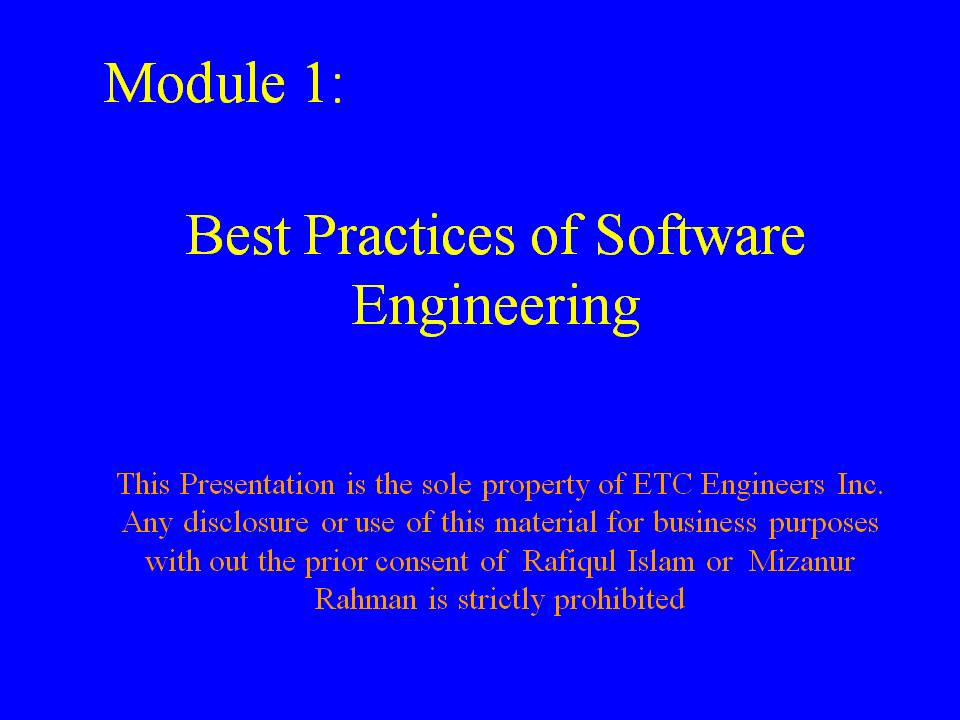 Module 1:
Best Practices of Software
Engineering
This Presentation is the sole property of ETC Engineers Inc.
Any disclosure or use of this material for business purposes
with out the prior consent of Rafiqul Islam or Mizanur
Rahman is strictly prohibited